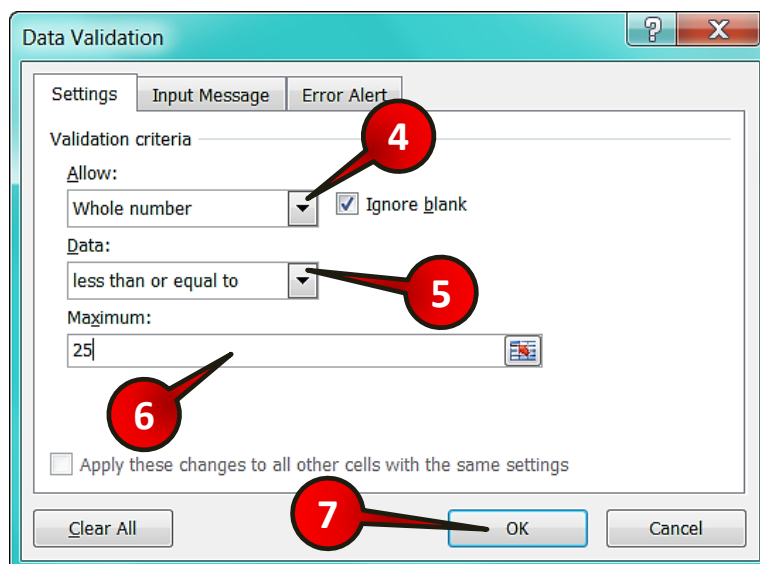 Data Validation
? X
Settings Input Message Error Alert
4
Validation criteria
Allow:
Whole number Ignore blank
Data:
less than or equal to
5
Maximum:
25
6
Apply these changes to all other cells with the same settings
7
Clear All OK Cancel